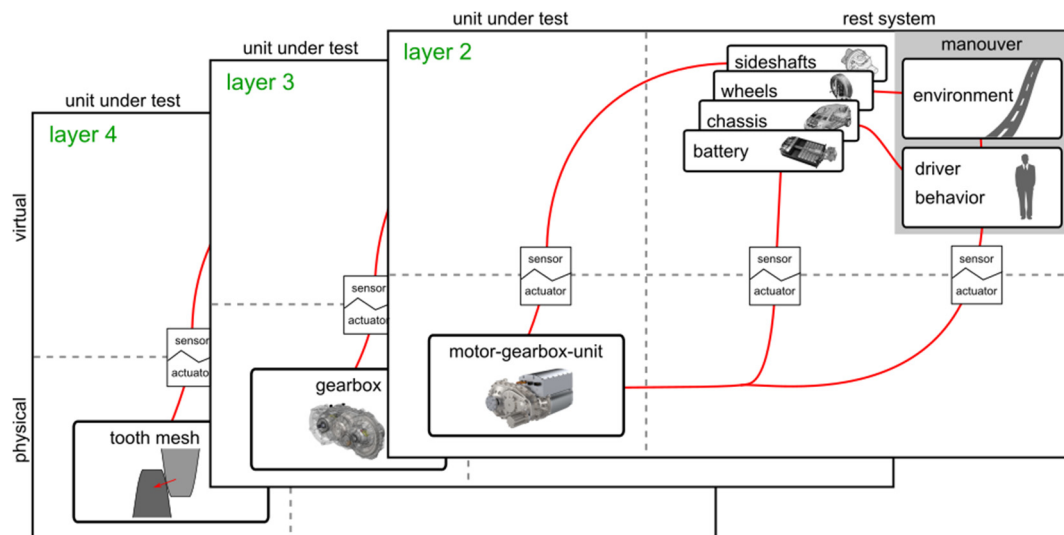 unit under test
rest system
layer 2
manouver
sideshafts
wheels
chassis
battery
environment
driver
behavior
sensor
actuator
sensor
actuator
sensor
actuator
motor-gearbox-unit
unit under test
layer 3
sensor
actuator
gearbox
unit under test
layer 4
virtual
physical
sensor
actuator
tooth mesh